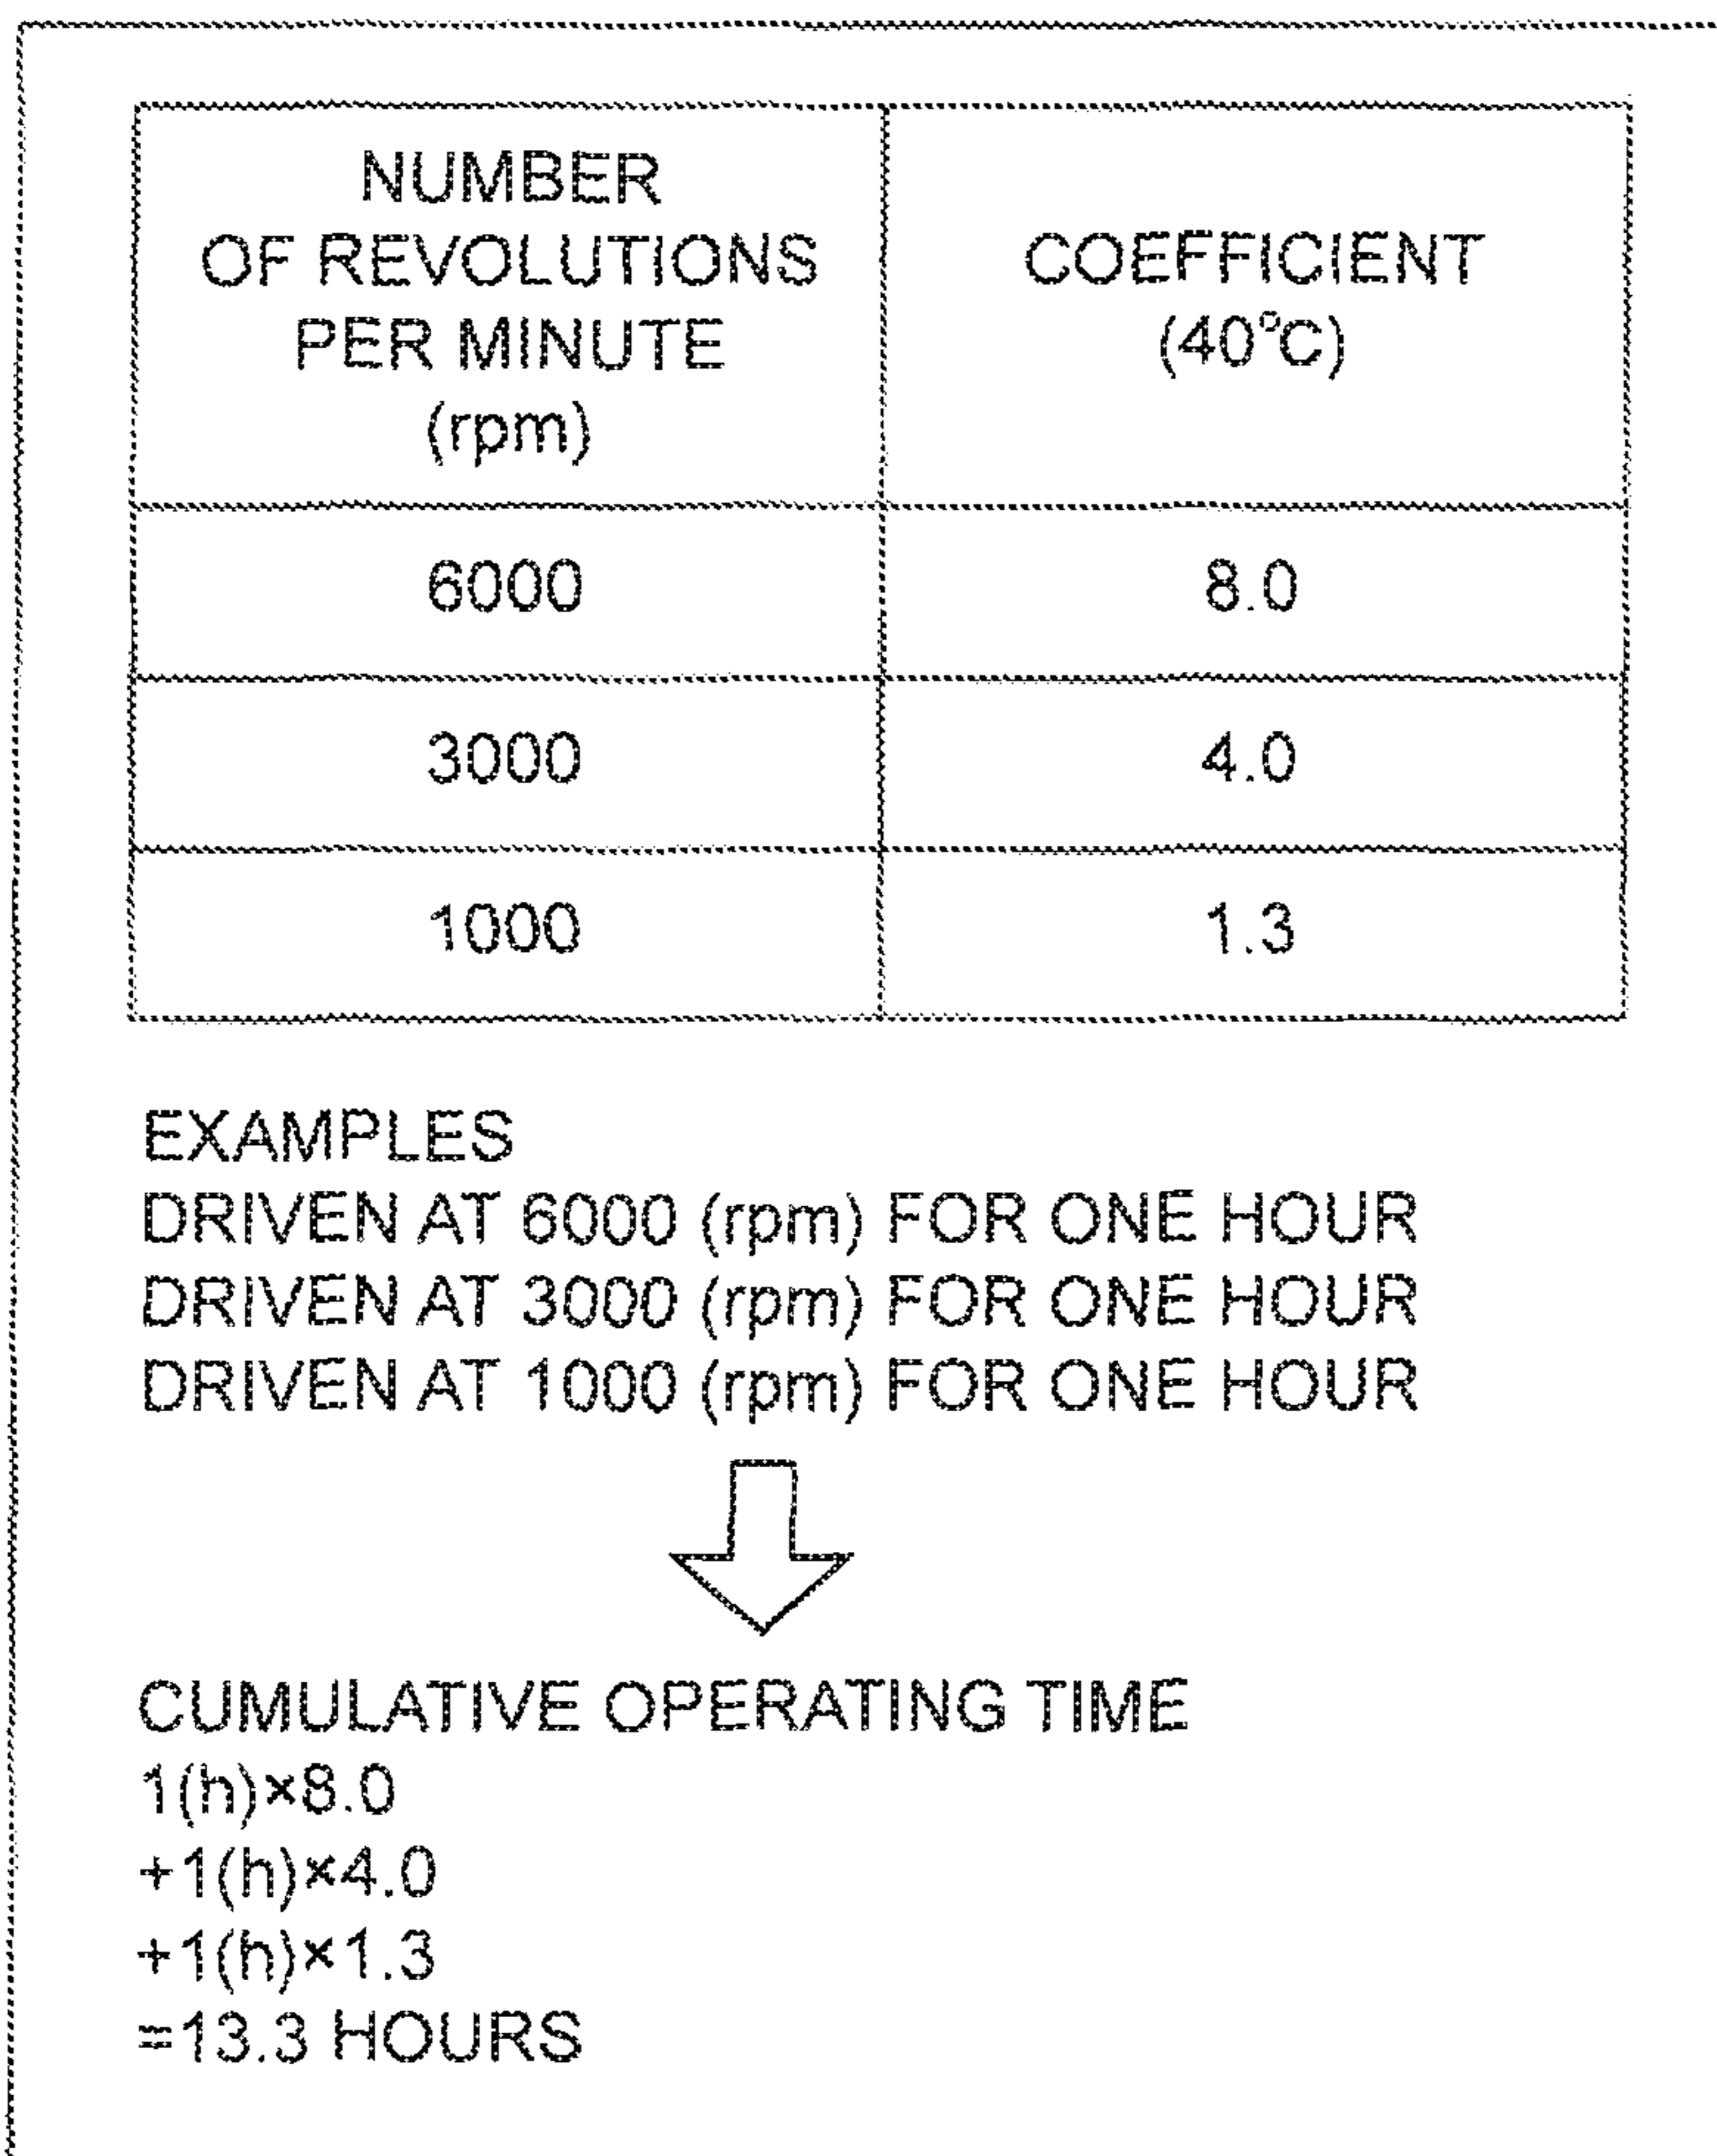 NUMBER
OF REVOLUTIONS
PER MINUTE
(rpm)
COEFFICIENT
(40°C)
6000 8.0
3000 4.0
1000 1.3
EXAMPLES
DRIVEN AT 6000 (rpm) FOR ONE HOUR
DRIVEN AT 3000 (rpm) FOR ONE HOUR
DRIVEN AT 1000 (rpm) FOR ONE HOUR
CUMULATIVE OPERATING TIME
1(h)×8.0
+1(h)×4.0
+1(h)×1.3
=13.3 HOURS